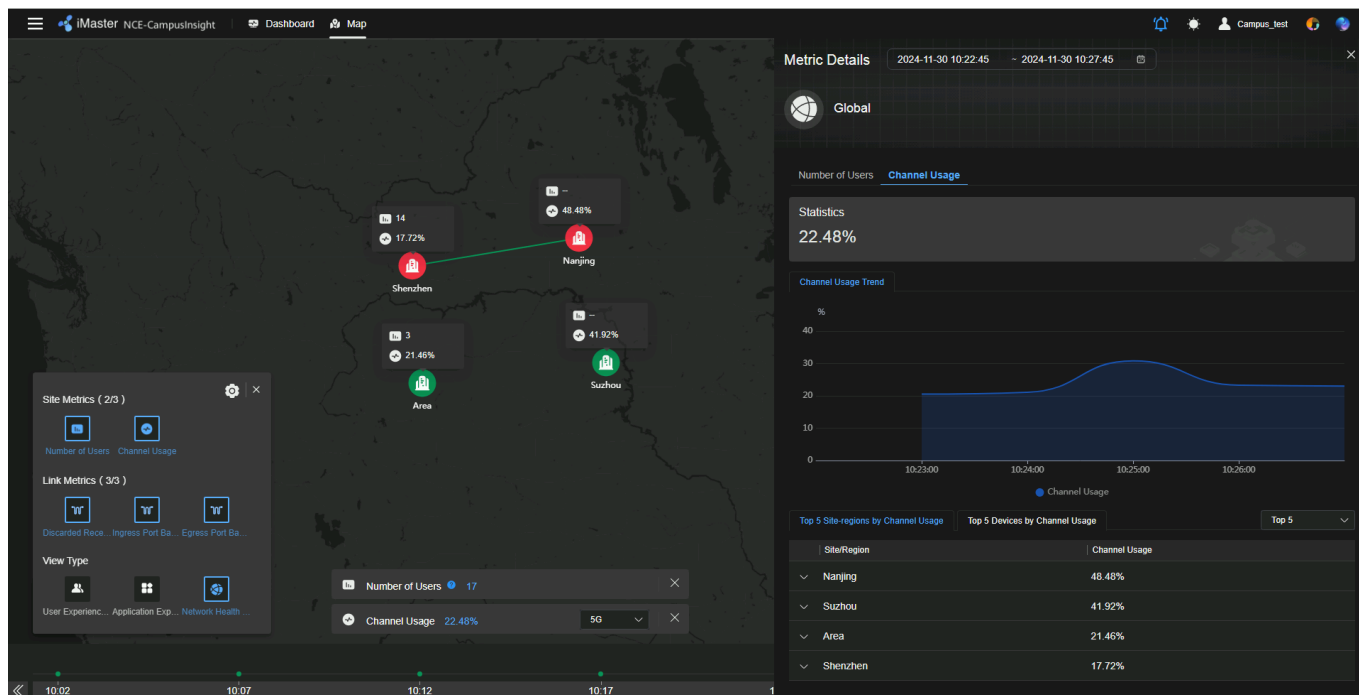 iMaster NCE-CampusInsight
Dashboard
Map
Campus_test
14
17.72%
Shenzhen
--
48.48%
Nanjing
3
21.46%
Area
--
41.92%
Suzhou
Site Metrics ( 2/3 )
Number of Users
Channel Usage
Link Metrics ( 3/3 )
Discarded Rece...
Ingress Port Ba...
Egress Port Ba...
View Type
User Experienc...
Application Exp...
Network Health ...
Number of Users 17
Channel Usage 22.48%
5G
10:02
10:07
10:12
10:17
1
Metric Details
2024-11-30 10:22:45 ~ 2024-11-30 10:27:45
Global
Number of Users
Channel Usage
Statistics
22.48%
Channel Usage Trend
%
40
30
20
10
0
10:23:00
10:24:00
10:25:00
10:26:00
Channel Usage
Top 5 Site-regions by Channel Usage
Top 5 Devices by Channel Usage
Top 5
Site/Region Channel Usage
Nanjing 48.48%
Suzhou 41.92%
Area 21.46%
Shenzhen 17.72%